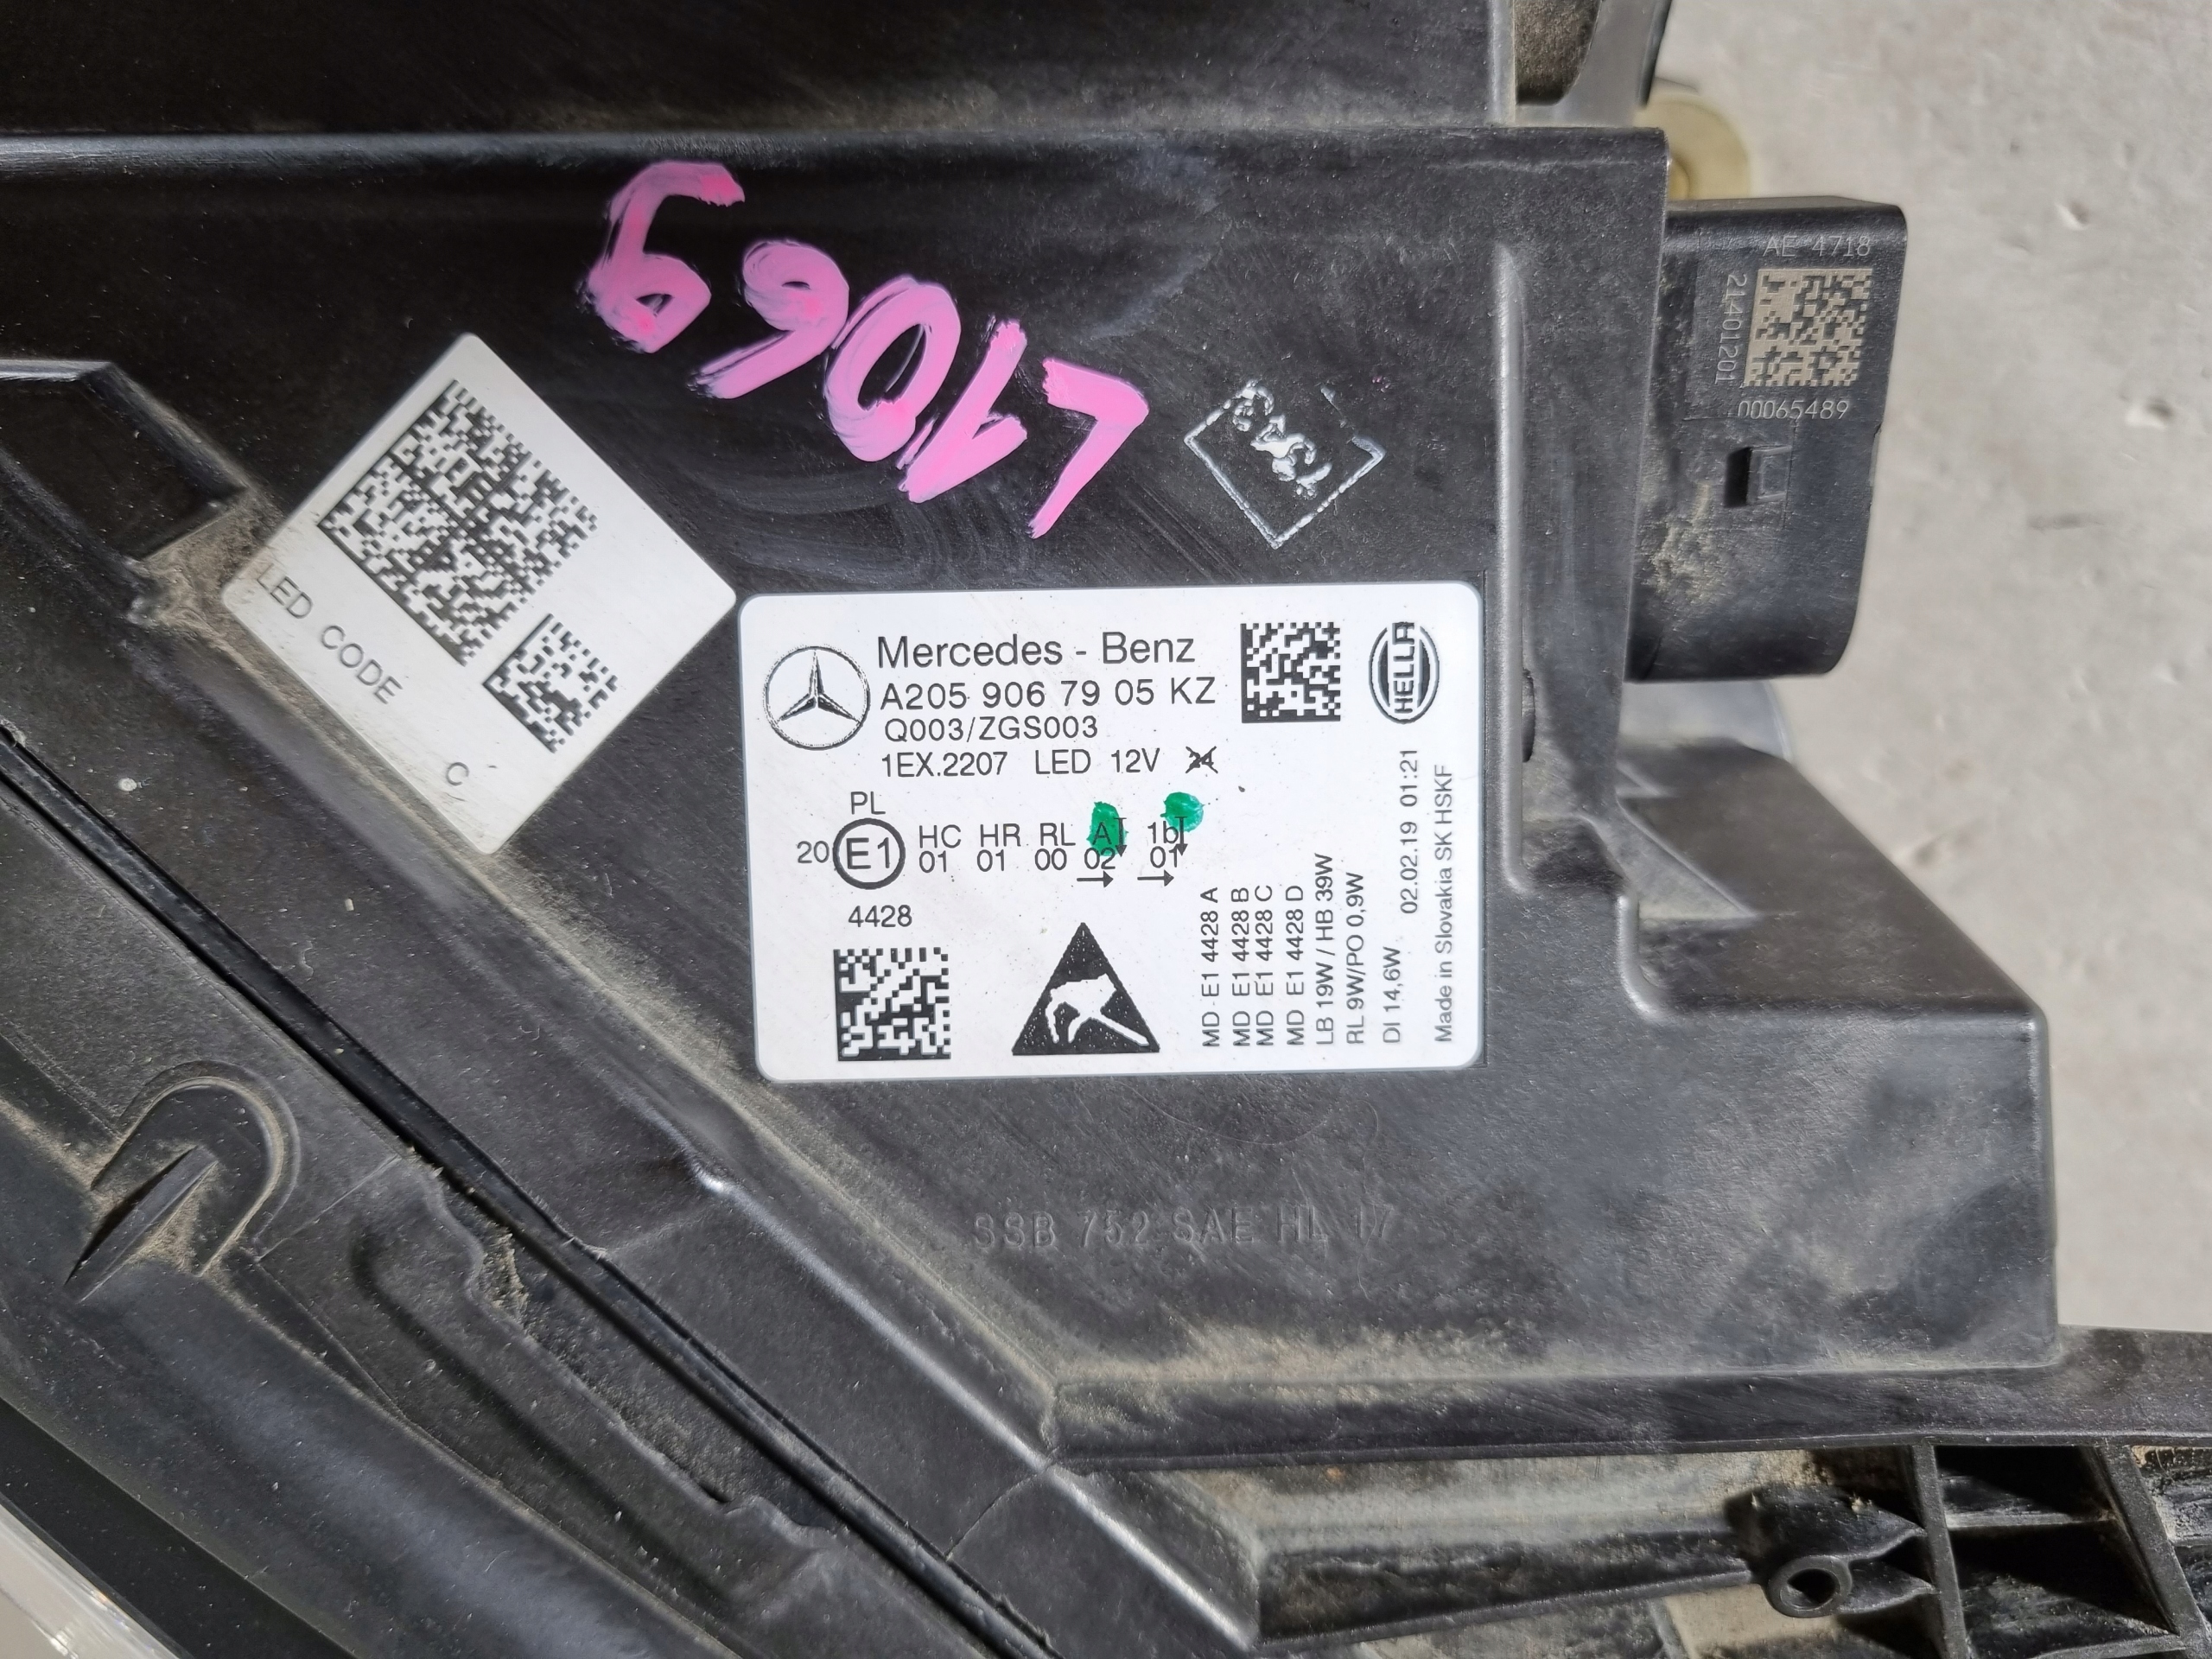 L1069
AE 4718
21401201
00065489
LED CODE
C
Mercedes - Benz
A205 906 79 05 KZ
Q003/ZGS003
1EX.2207 LED 12V 24
HELLA
PL
20 E1 HC HR RL A 1b
01 01 00 02 01
4428
MD E1 4428 A
MD E1 4428 B
MD E1 4428 C
MD E1 4428 D
LB 19W / HB 39W
RL 9W/PO 0,9W
DI 14,6W
02.02.19 01:21
Made in Slovakia SK HSKF
SSB 752 SAE HL 17